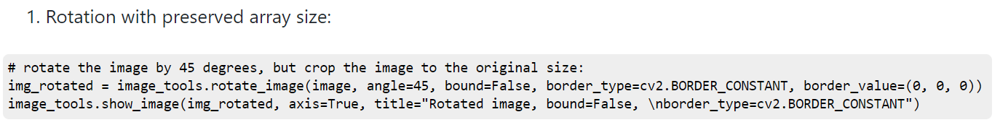 1. Rotation with preserved array size:
# rotate the image by 45 degrees, but crop the image to the original size:
img_rotated = image_tools.rotate_image(image, angle=45, bound=False, border_type=cv2.BORDER_CONSTANT, border_value=(0, 0, 0))
image_tools.show_image(img_rotated, axis=True, title="Rotated image, bound=False, \nborder_type=cv2.BORDER_CONSTANT")